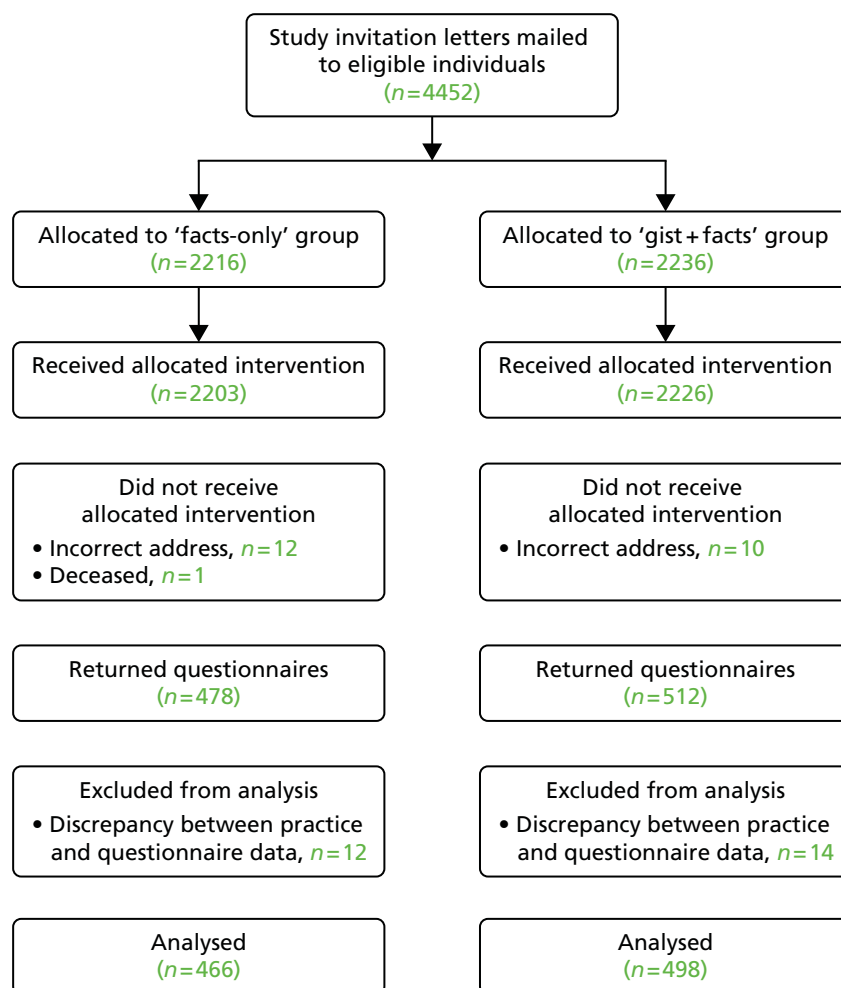 Study invitation letters mailed
to eligible individuals
(n=4452)
Allocated to ‘facts-only’ group
(n=2216)
Allocated to ‘gist+facts’ group
(n=2236)
Received allocated intervention
(n=2203)
Received allocated intervention
(n=2226)
Did not receive
allocated intervention
• Incorrect address, n=12
• Deceased, n=1
Did not receive
allocated intervention
• Incorrect address, n=10
Returned questionnaires
(n=478)
Returned questionnaires
(n=512)
Excluded from analysis
• Discrepancy between practice
and questionnaire data, n=12
Excluded from analysis
• Discrepancy between practice
and questionnaire data, n=14
Analysed
(n=466)
Analysed
(n=498)